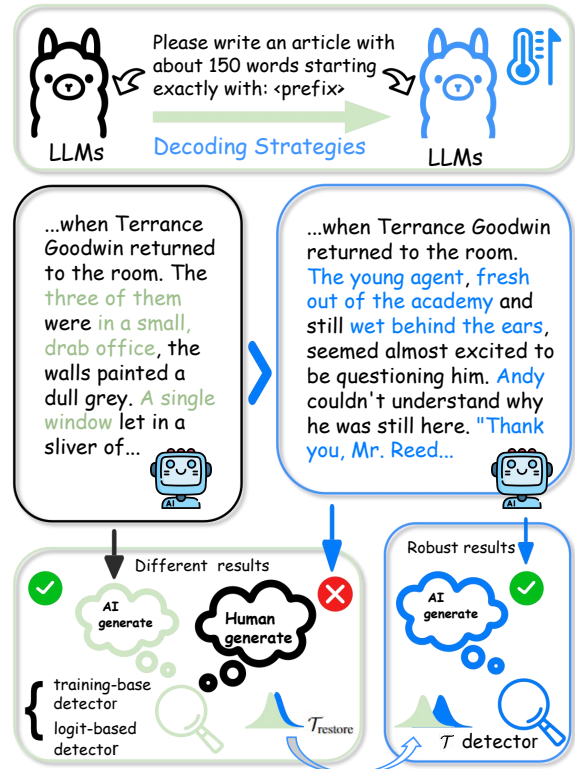 Please write an article with
about 150 words starting
exactly with: <prefix>
LLMs
Decoding Strategies
LLMs
...when Terrance
Goodwin returned
to the room. The
three of them
were in a small,
drab office, the
walls painted a
dull grey. A single
window let in a
sliver of...
AI
...when Terrance Goodwin
returned to the room.
The young agent, fresh
out of the academy and
still wet behind the ears,
seemed almost excited to
be questioning him. Andy
couldn't understand why
he was still here. "Thank
you, Mr. Reed...
AI
Different results
AI
generate
Human
generate
training-base
detector
logit-based
detector
𝒯restore
Robust results
AI
generate
𝒯 detector